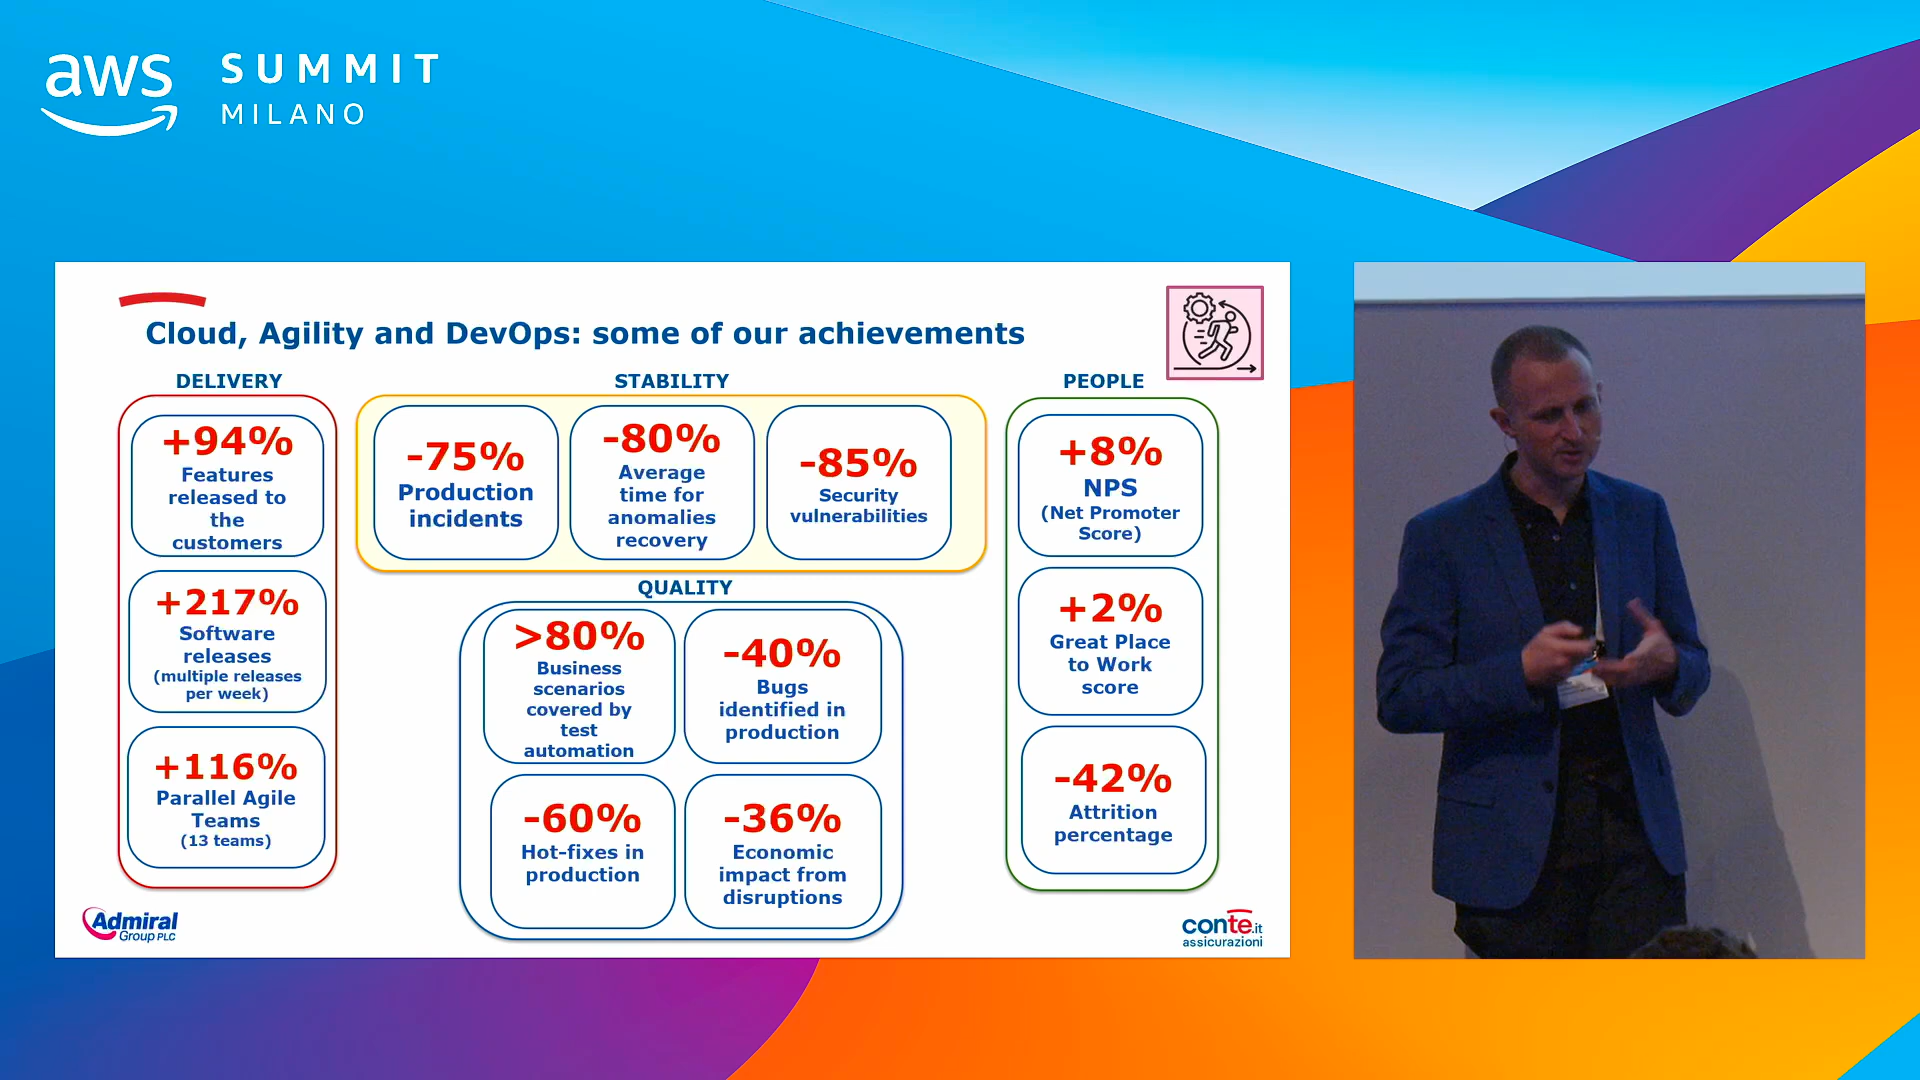 aws
SUMMIT
MILANO
Cloud, Agility and DevOps: some of our achievements
DELIVERY
+94%
Features
released to
the
customers
+217%
Software
releases
(multiple releases
per week)
+116%
Parallel Agile
Teams
(13 teams)
STABILITY
-75%
Production
incidents
-80%
Average
time for
anomalies
recovery
-85%
Security
vulnerabilities
QUALITY
>80%
Business
scenarios
covered by
test
automation
-40%
Bugs
identified in
production
-60%
Hot-fixes in
production
-36%
Economic
impact from
disruptions
PEOPLE
+8%
NPS
(Net Promoter
Score)
+2%
Great Place
to Work
score
-42%
Attrition
percentage
Admiral
Group PLC
conte.it
assicurazioni